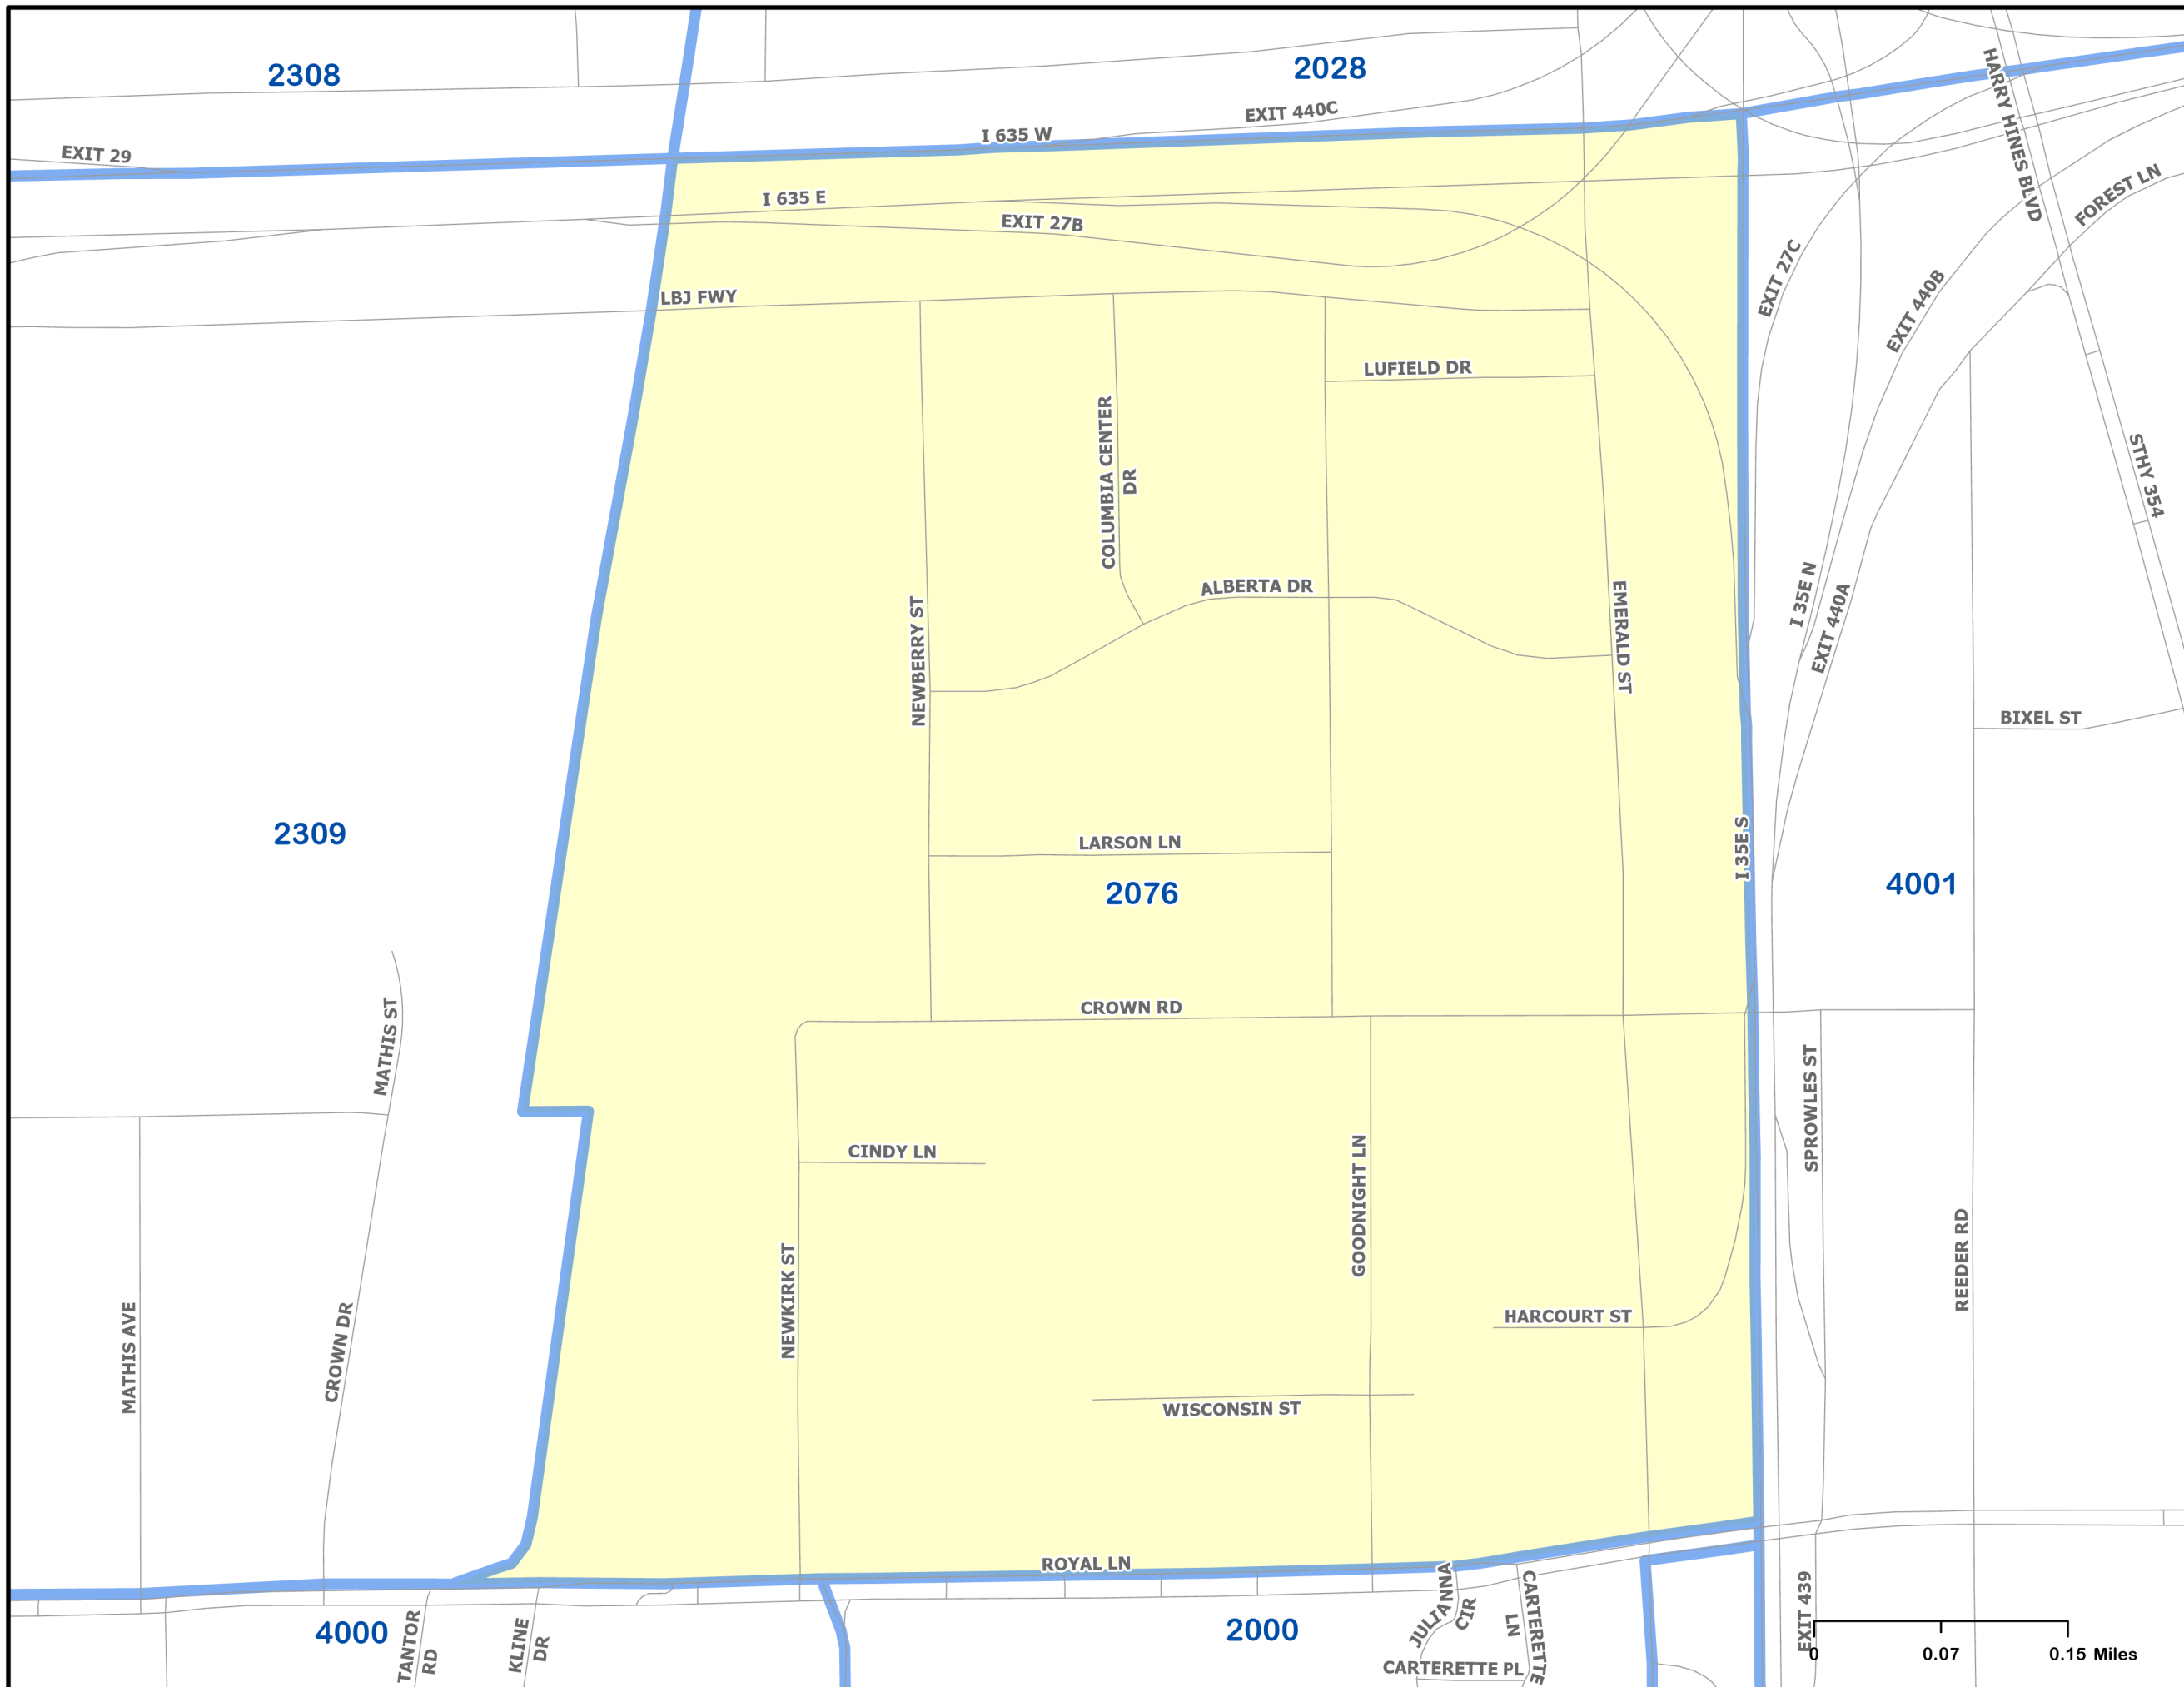 2308
2028
HARRY HINES BLVD
EXIT 440C
I 635 W
EXIT 29
I 635 E
EXIT 27B
FOREST LN
EXIT 27C
LBJ FWY
EXIT 440B
LUFIELD DR
COLUMBIA CENTER
DR
STHY 354
ALBERTA DR
EMERALD ST
I 35E N
EXIT 440A
NEWBERRY ST
BIXEL ST
2309
LARSON LN
I 35E S
2076
4001
CROWN RD
MATHIS ST
SPROWLES ST
CINDY LN
GOODNIGHT LN
REEDER RD
NEWKIRK ST
MATHIS AVE
CROWN DR
HARCOURT ST
WISCONSIN ST
ROYAL LN
JULIANNA
CIR
CARTERETTE
LN
EXIT 439
4000
2000
TANTOR
RD
KLINE
DR
CARTERETTE PL
0 0.07 0.15 Miles